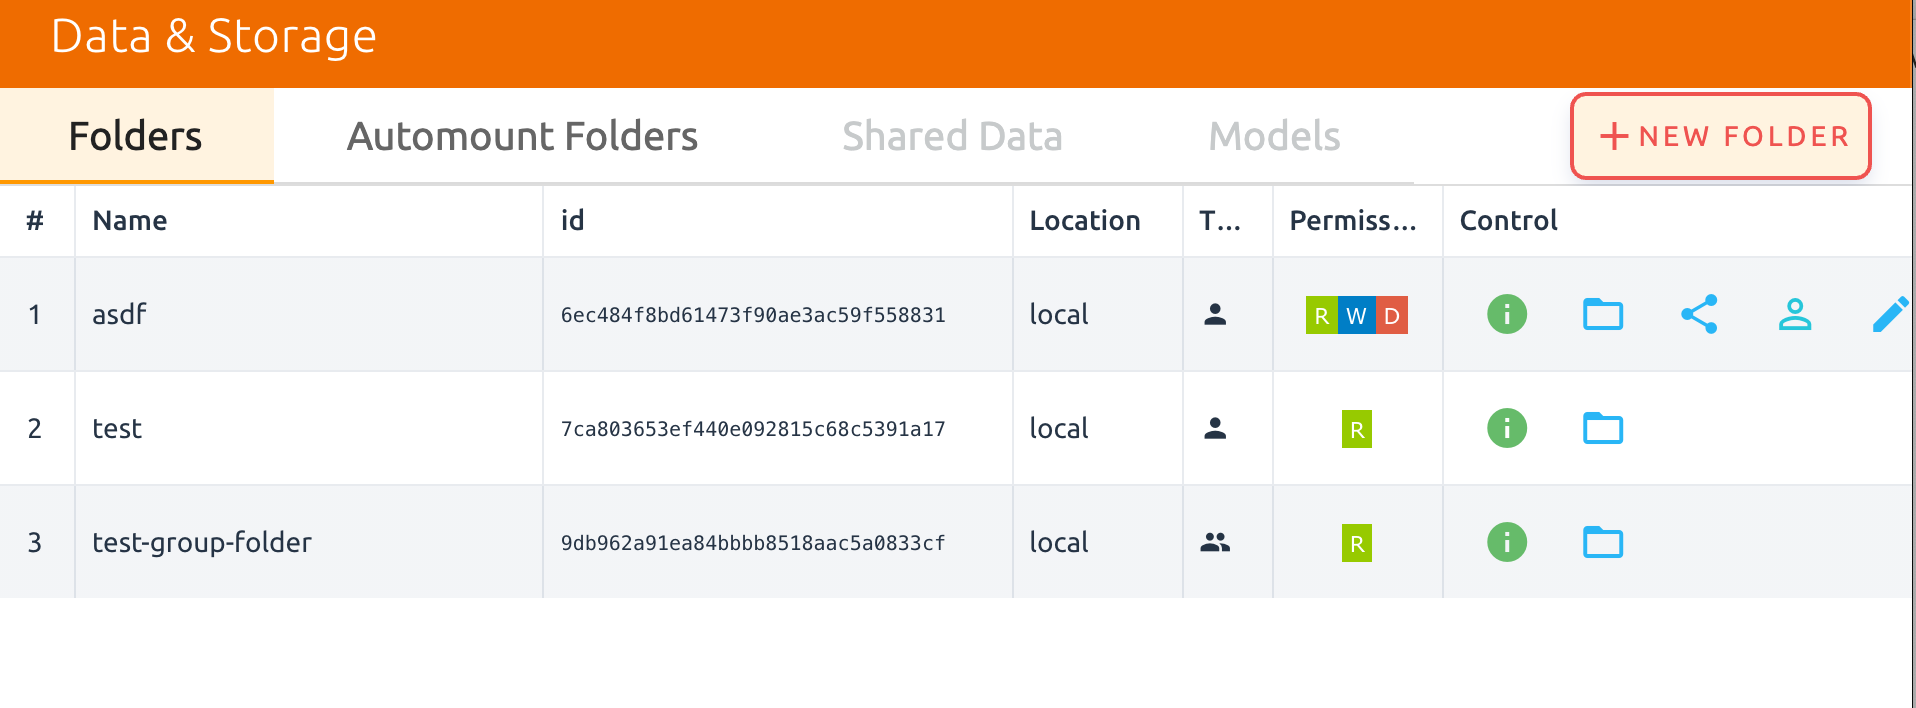 Data & Storage
Folders Automount Folders Shared Data Models + NEW FOLDER
# Name id Location T... Permiss... Control
1 asdf 6ec484f8bd61473f90ae3ac59f558831 local R W D i
2 test 7ca803653ef440e092815c68c5391a17 local R i
3 test-group-folder 9db962a91ea84bbbb8518aac5a0833cf local R i